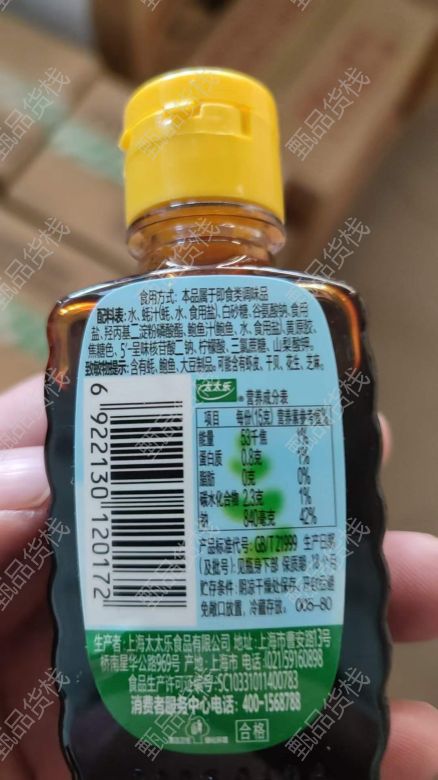 食用方式：本品属于即食类调味品
配料表：水、蚝汁(蚝、水、食用盐)、白砂糖、谷氨酸钠、食用
盐、羟丙基二淀粉磷酸酯、鲍鱼汁(鲍鱼、水、食用盐)、黄原胶、
焦糖色、5'-呈味核苷酸二钠、柠檬酸、三氯蔗糖、山梨酸钾。
致敏物提示：含有蚝、鲍鱼、大豆制品。可能含有虾皮、干贝、花生、芝麻。
太太乐 营养成分表
项目 每份(15克) 营养素参考值%
能量 53千焦 1%
蛋白质 0.8克 1%
脂肪 0克 0%
碳水化合物 2.3克 1%
钠 840毫克 42%
产品标准代号：GB/T21999 生产日期
(及批号)：见瓶身下部 保质期：18个月
贮存条件：阴凉干燥处保存，开启后避
免敞口放置，冷藏存放。 005-80
6 922130 120172
生产者：上海太太乐食品有限公司 地址：上海市曹安路13号
桥南星华公路969号 产地：上海市 电话：02159160898
食品生产许可证编号：SC10331011400783
消费者服务中心电话：400-1568788
合格
甄品货栈